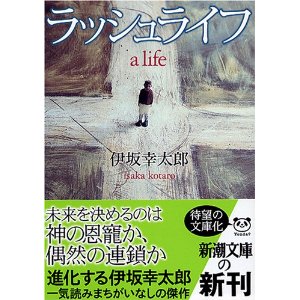 ラッシュライフ
a life
伊坂幸太郎
isaka kotaro
未来を決めるのは
神の恩寵か、
偶然の連鎖か
進化する伊坂幸太郎
一気読みまちがいなしの傑作
待望の
文庫化
Yonda?
新潮文庫
の
新刊